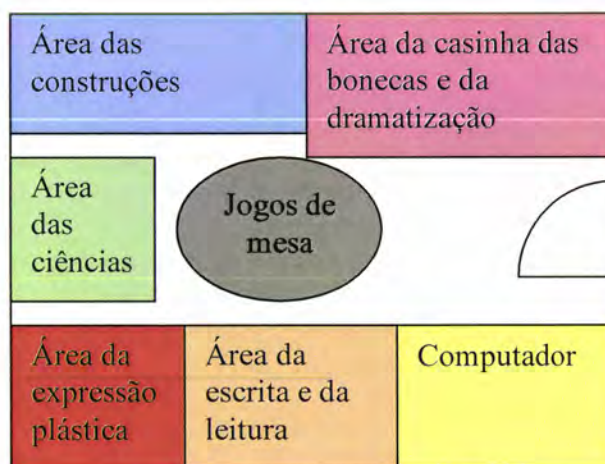 Área das
construções
Área da casinha das
bonecas e da
dramatização
Área
das
ciências
Jogos de
mesa
Área da
expressão
plástica
Área da
escrita e da
leitura
Computador